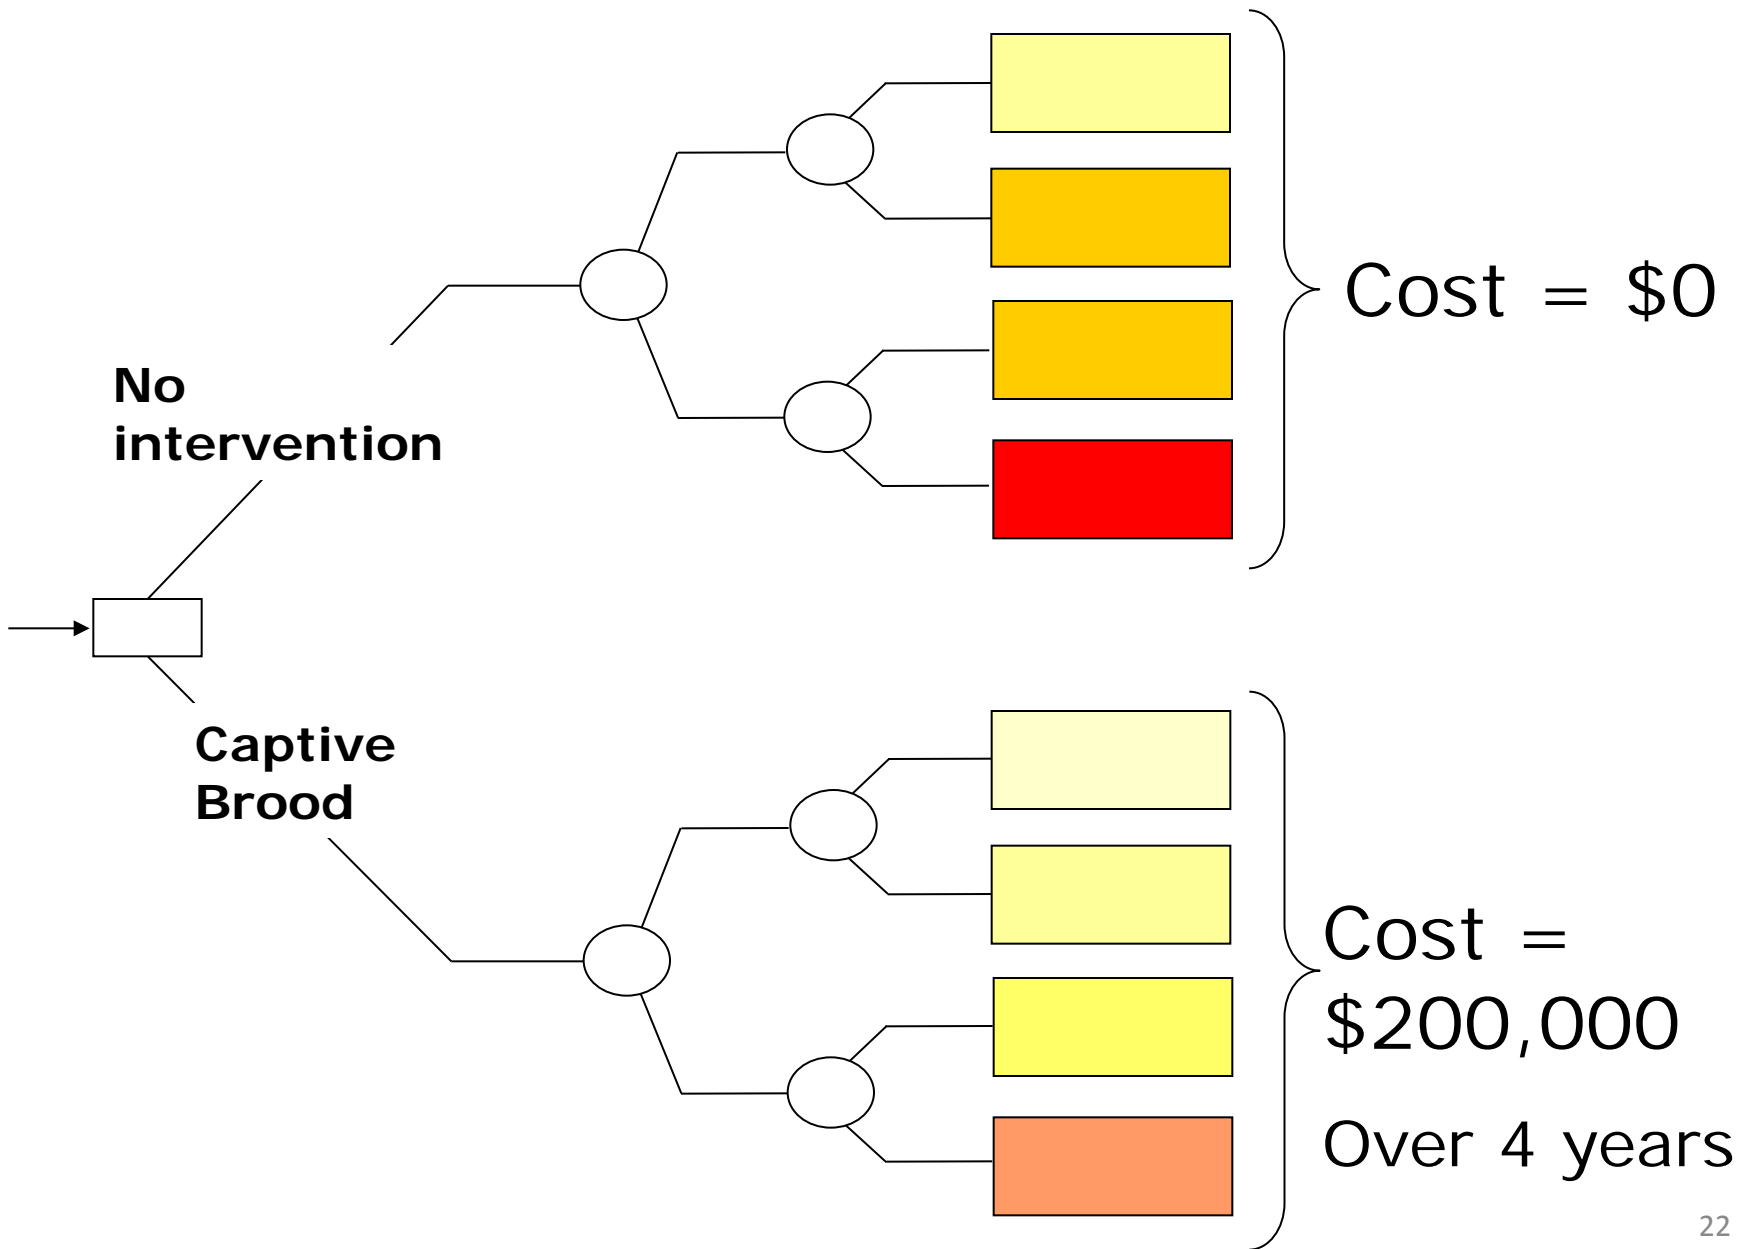 Cost = $0
No
intervention
Captive
Brood
Cost =
$200,000
Over 4 years
22